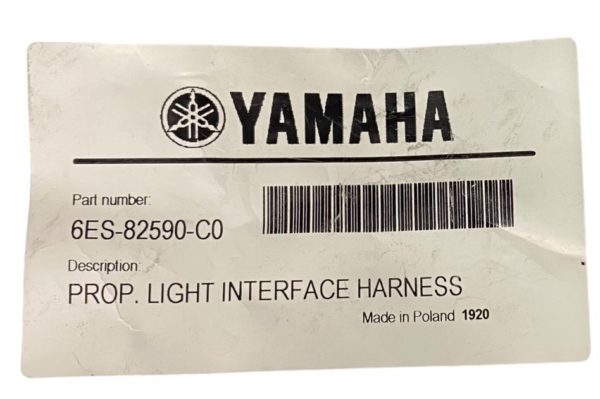 YAMAHA
Part number:
6ES-82590-C0
Description:
PROP. LIGHT INTERFACE HARNESS
Made in Poland 1920